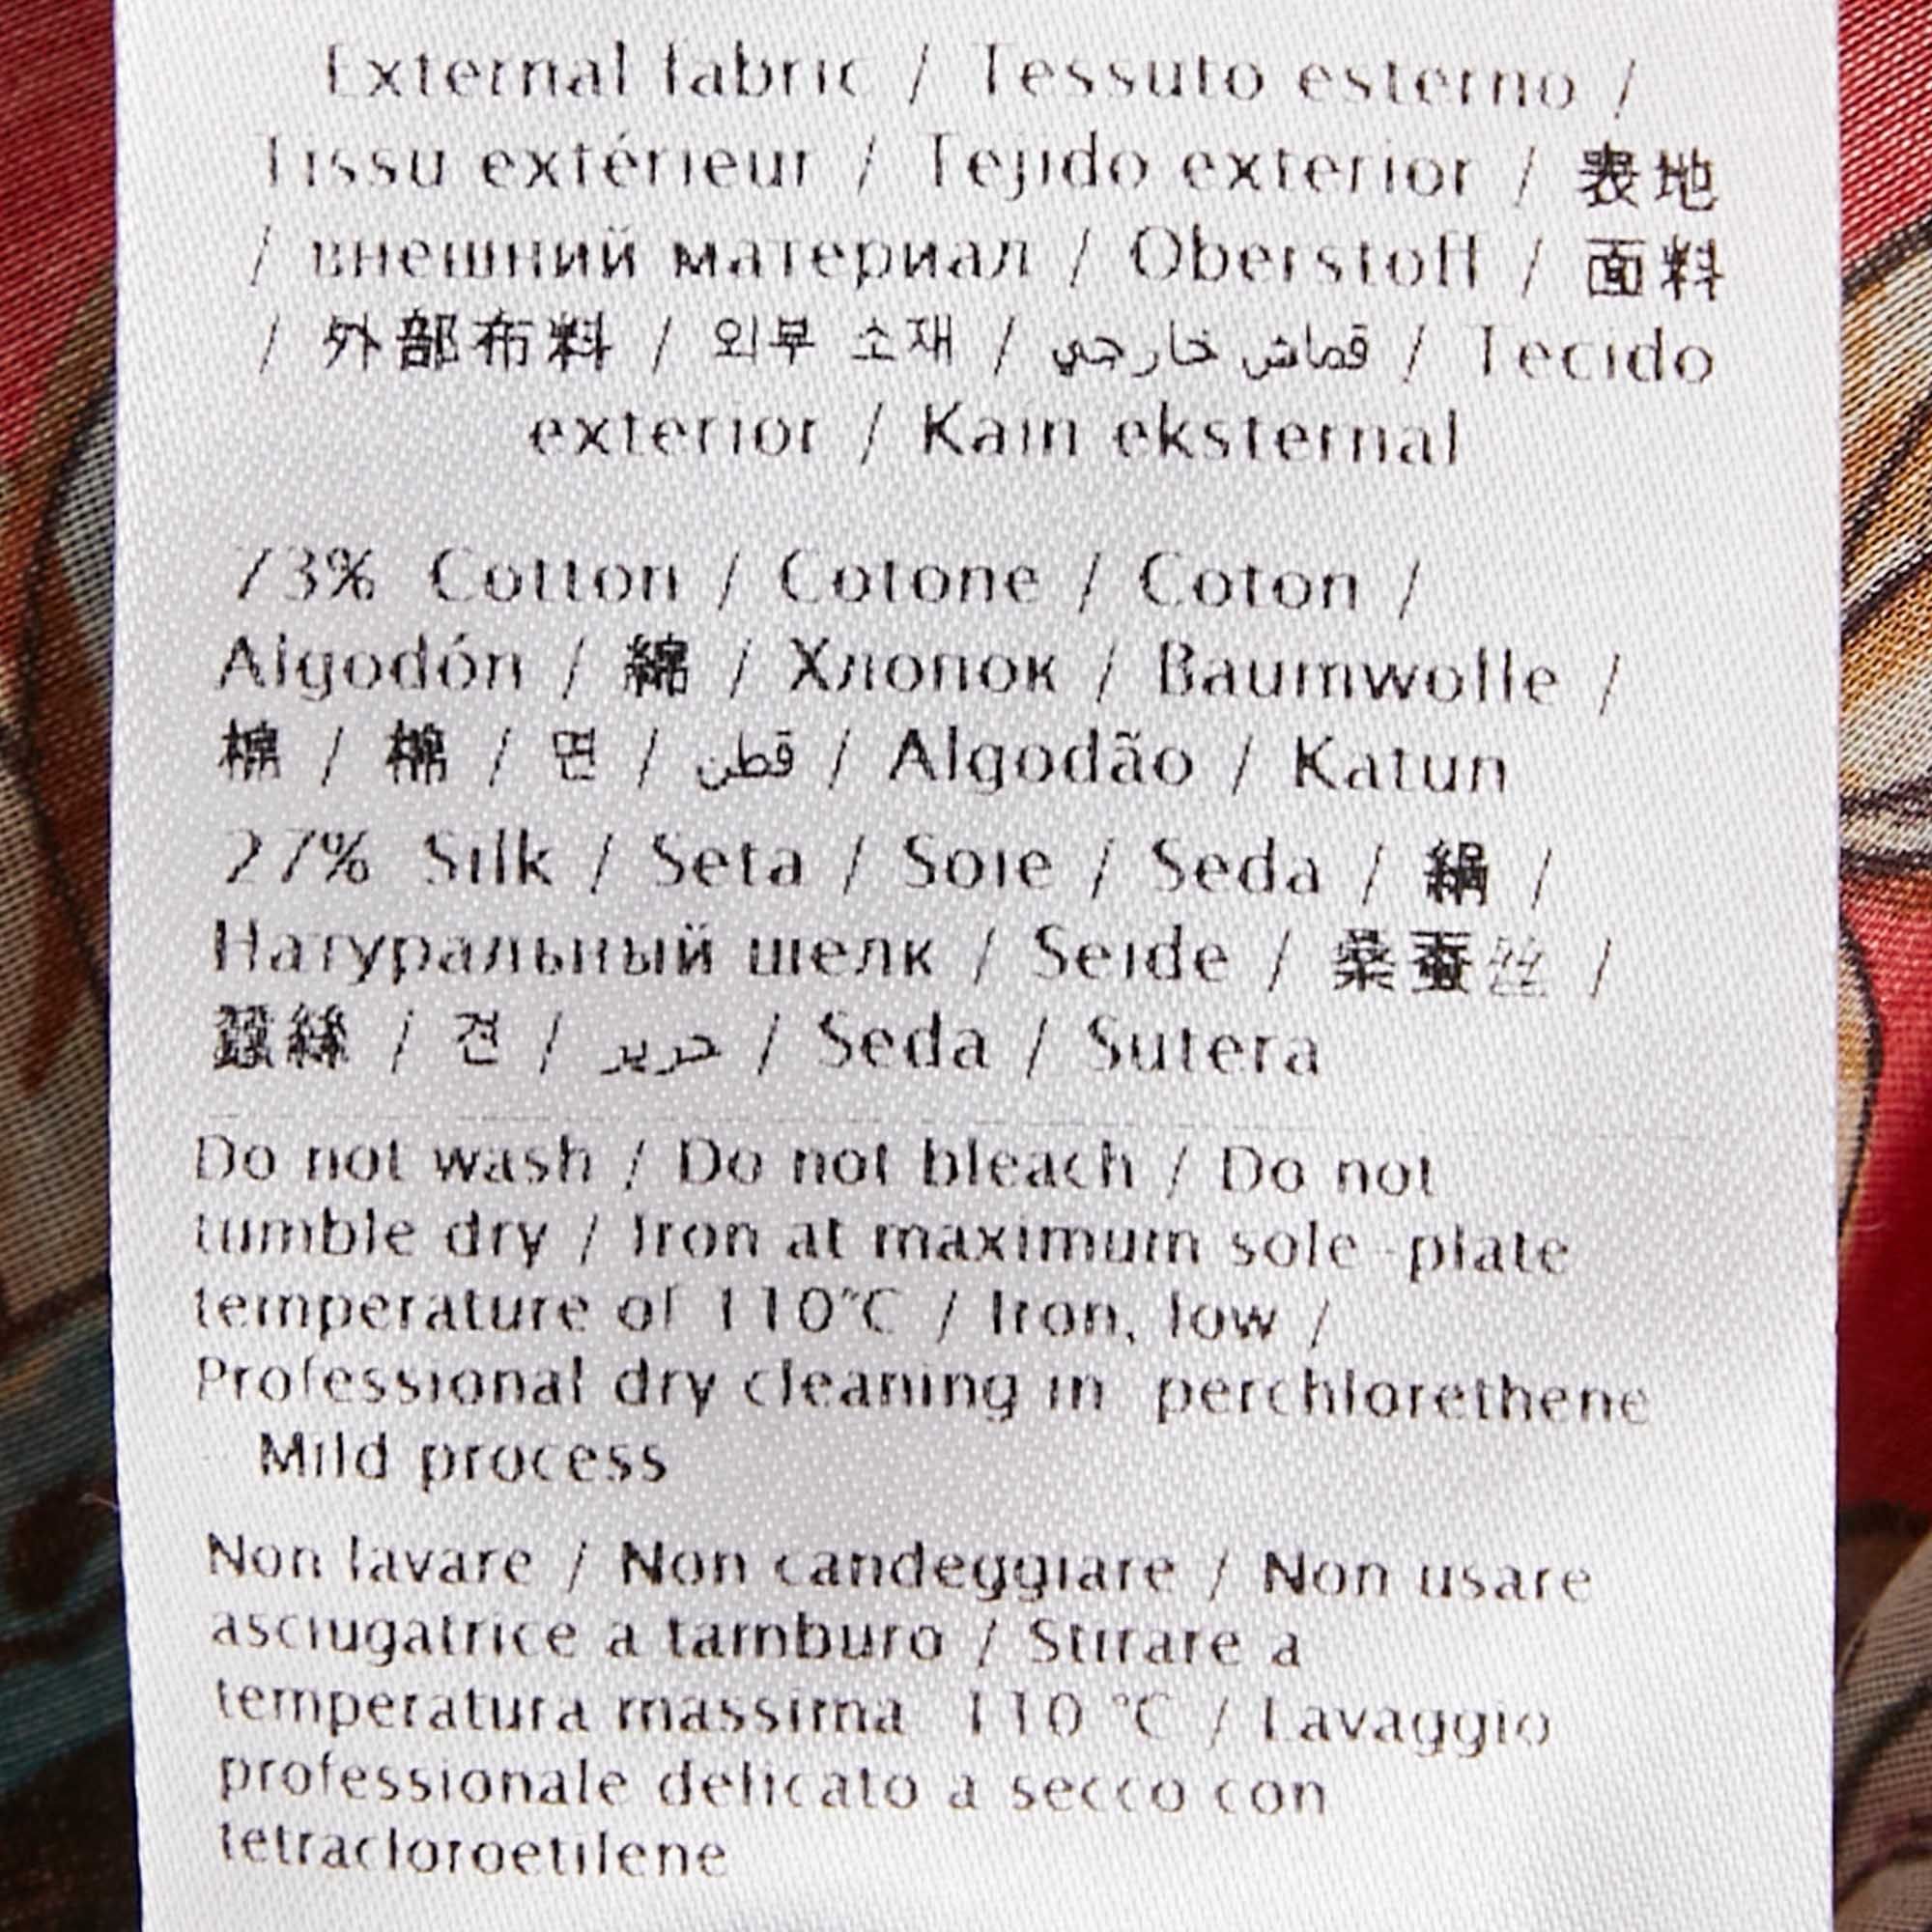 External fabric / Tessuto esterno /
Tissu extérieur / Tejido exterior / 表地
/ внешний материал / Oberstoff / 面料
/ 外部布料 / 외부 소재 / قماش خارجي / Tecido
exterior / Kain eksternal
73% Cotton / Cotone / Coton /
Algodón / 綿 / Хлопок / Baumwolle /
棉 / 棉 / 면 / قطن / Algodão / Katun
27% Silk / Seta / Soie / Seda / 絹 /
Натуральный шелк / Seide / 桑蚕丝 /
蠶絲 / 견 / حرير / Seda / Sutera
Do not wash / Do not bleach / Do not
tumble dry / Iron at maximum sole-plate
temperature of 110°C / Iron, low /
Professional dry cleaning in perchlorethene
Mild process
Non lavare / Non candeggiare / Non usare
asciugatrice a tamburo / Stirare a
temperatura massima 110 °C / Lavaggio
professionale delicato a secco con
tetracloroetilene